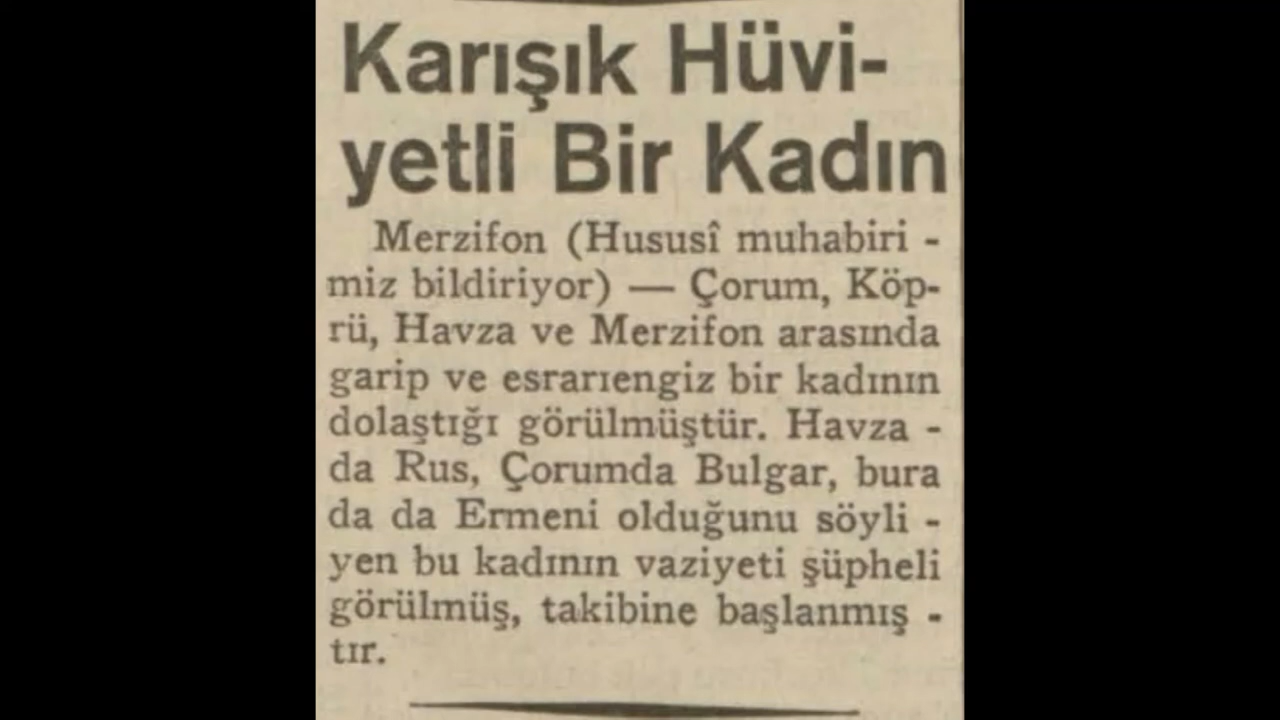 Karışık Hüvi-
yetli Bir Kadın
Merzifon (Hususî muhabiri -
miz bildiriyor) — Çorum, Köp-
rü, Havza ve Merzifon arasında
garip ve esrarıengiz bir kadının
dolaştığı görülmüştür. Havza -
da Rus, Çorumda Bulgar, bura
da da Ermeni olduğunu söyli -
yen bu kadının vaziyeti şüpheli
görülmüş, takibine başlanmış -
tır.